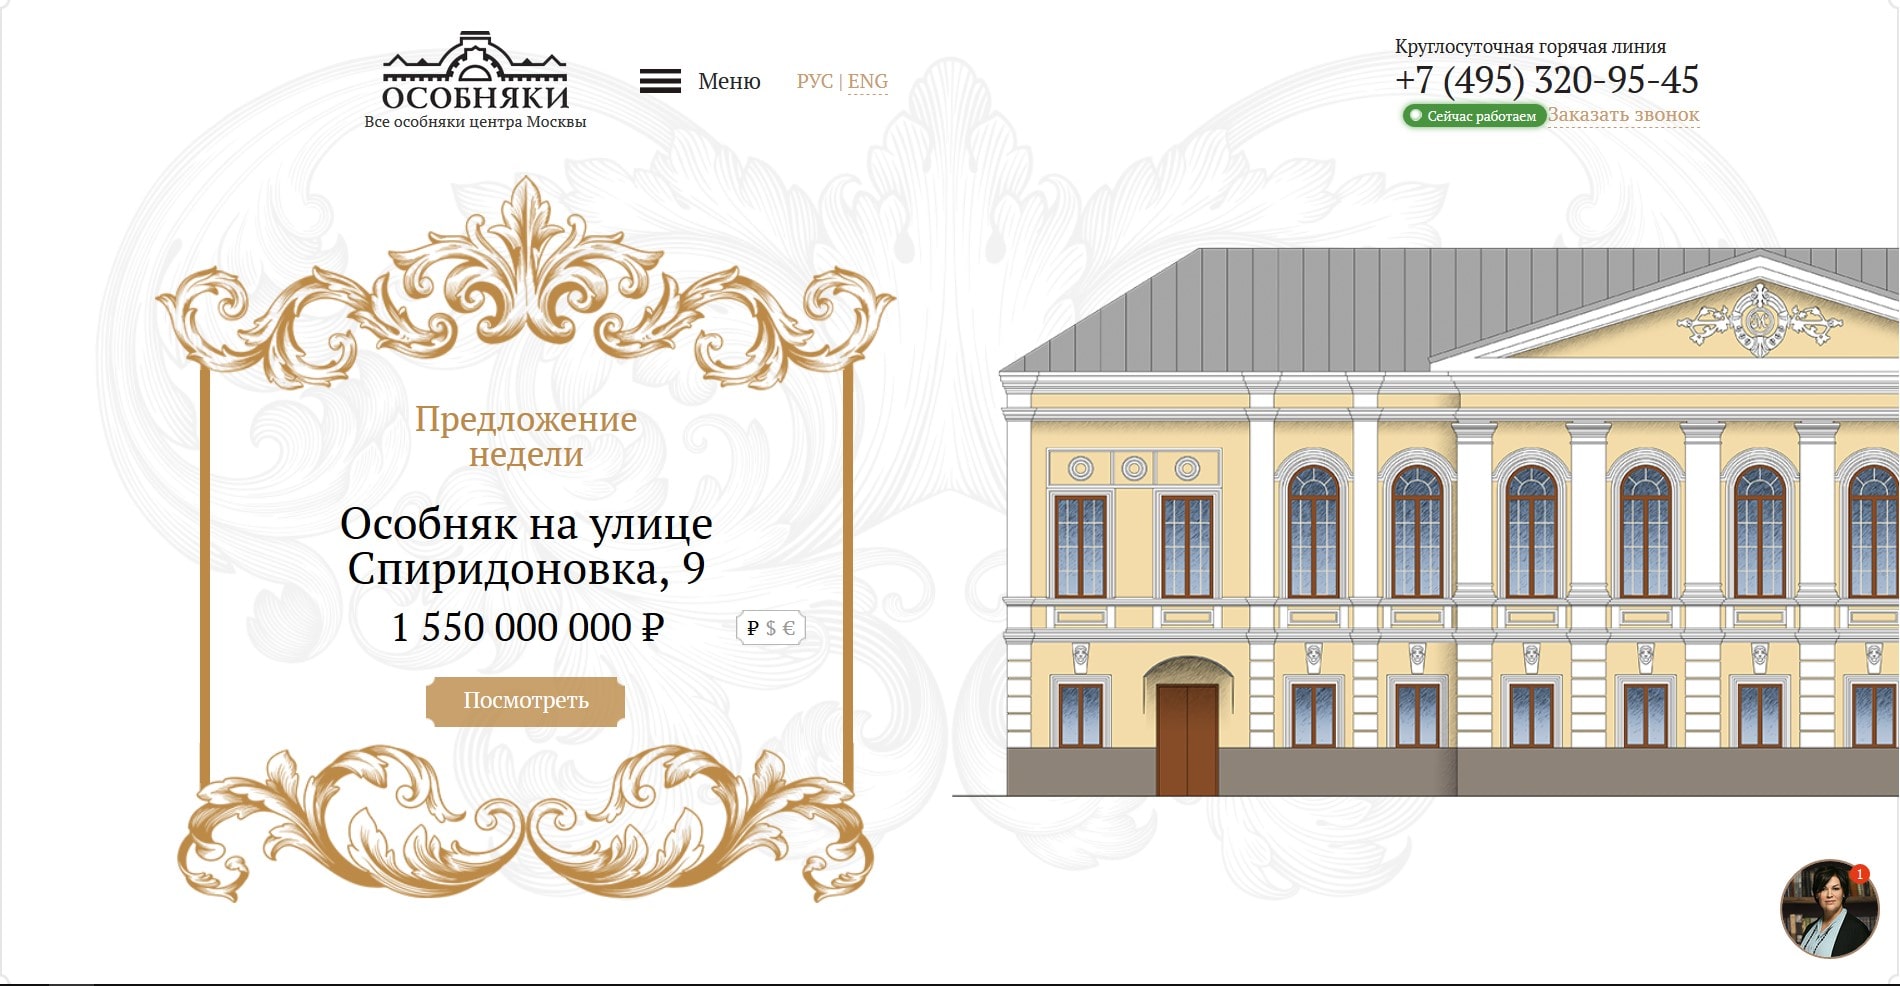 ОСОБНЯКИ
Все особняки центра Москвы
Меню
РУС | ENG
Круглосуточная горячая линия
+7 (495) 320-95-45
Сейчас работаем
Заказать звонок
Предложение
недели
Особняк на улице
Спиридоновка, 9
1 550 000 000 ₽
₽ $ €
Посмотреть
1